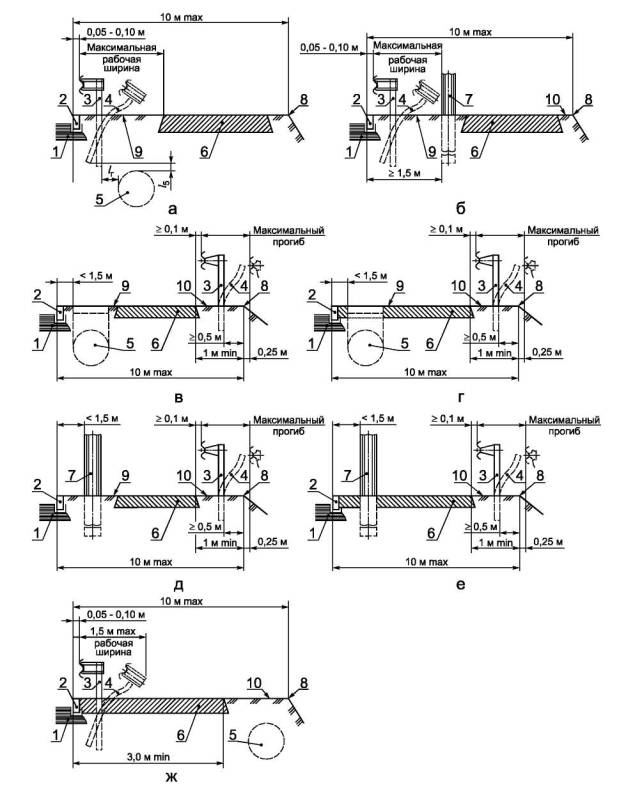 10 м max
0,05 - 0,10 м
Максимальная
рабочая
ширина
2
3
4
8
1
9
6
lг
lб
5
а
10 м max
0,05 - 0,10 м
Максимальная
рабочая
ширина
2
3
4
7
10
8
1
9
6
≥ 1,5 м
б
≥ 0,1 м
Максимальный
прогиб
< 1,5 м
2
9
10
3
4
8
1
5
6
≥ 0,5 м
1 м min
0,25 м
10 м max
в
≥ 0,1 м
Максимальный
прогиб
< 1,5 м
2
9
10
3
4
8
1
5
6
≥ 0,5 м
1 м min
0,25 м
10 м max
г
< 1,5 м
≥ 0,1 м
Максимальный
прогиб
7
2
9
10
3
4
8
1
6
≥ 0,5 м
1 м min
0,25 м
10 м max
д
< 1,5 м
≥ 0,1 м
Максимальный
прогиб
7
2
10
3
4
8
1
6
≥ 0,5 м
1 м min
0,25 м
10 м max
е
10 м max
0,05 - 0,10 м
1,5 м max
рабочая
ширина
2
3
4
10
8
1
6
5
3,0 м min
ж